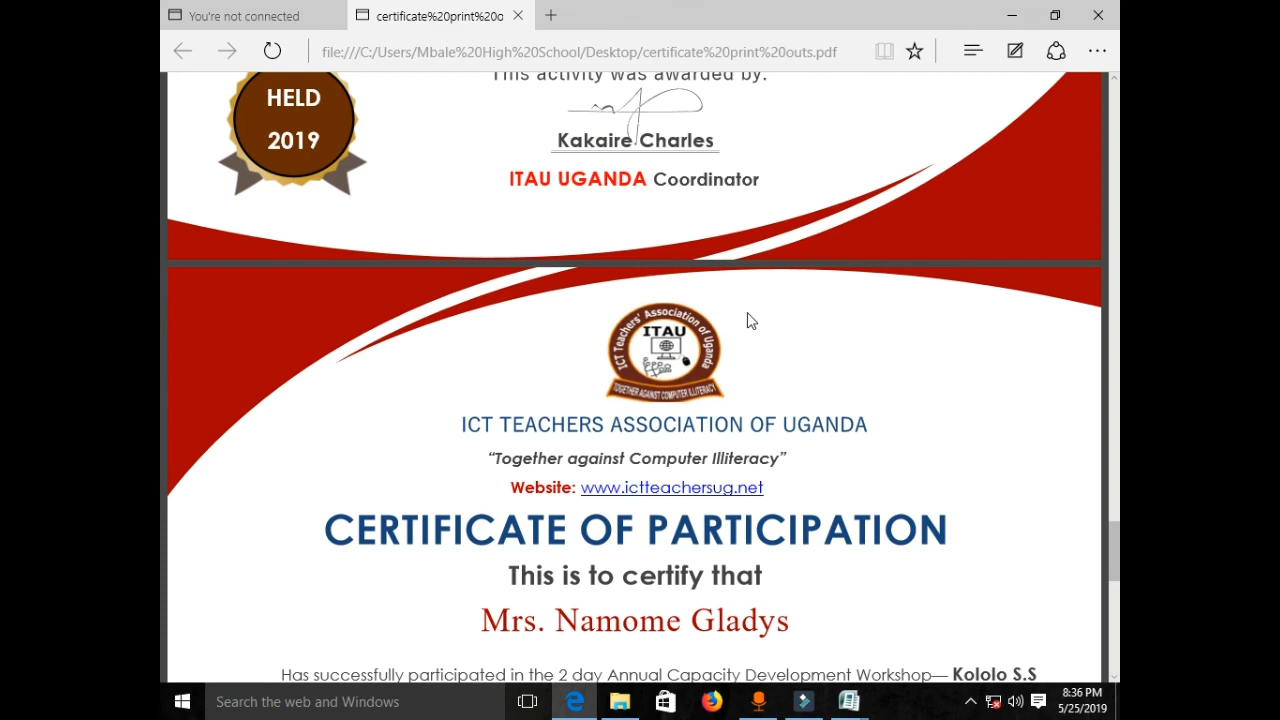 You're not connected
certificate%20print%20o
file:///C:/Users/Mbale%20High%20School/Desktop/certificate%20print%20outs.pdf
This activity was awarded by:
HELD
2019
Kakaire Charles
ITAU UGANDA Coordinator
ICT Teachers' Association of Uganda
ITAU
TOGETHER AGAINST COMPUTER ILLITERACY
ICT TEACHERS ASSOCIATION OF UGANDA
“Together against Computer Illiteracy”
Website: www.ictteachersug.net
CERTIFICATE OF PARTICIPATION
This is to certify that
Mrs. Namome Gladys
Has successfully participated in the 2 day Annual Capacity Development Workshop— Kololo S.S
Search the web and Windows
8:36 PM
5/25/2019